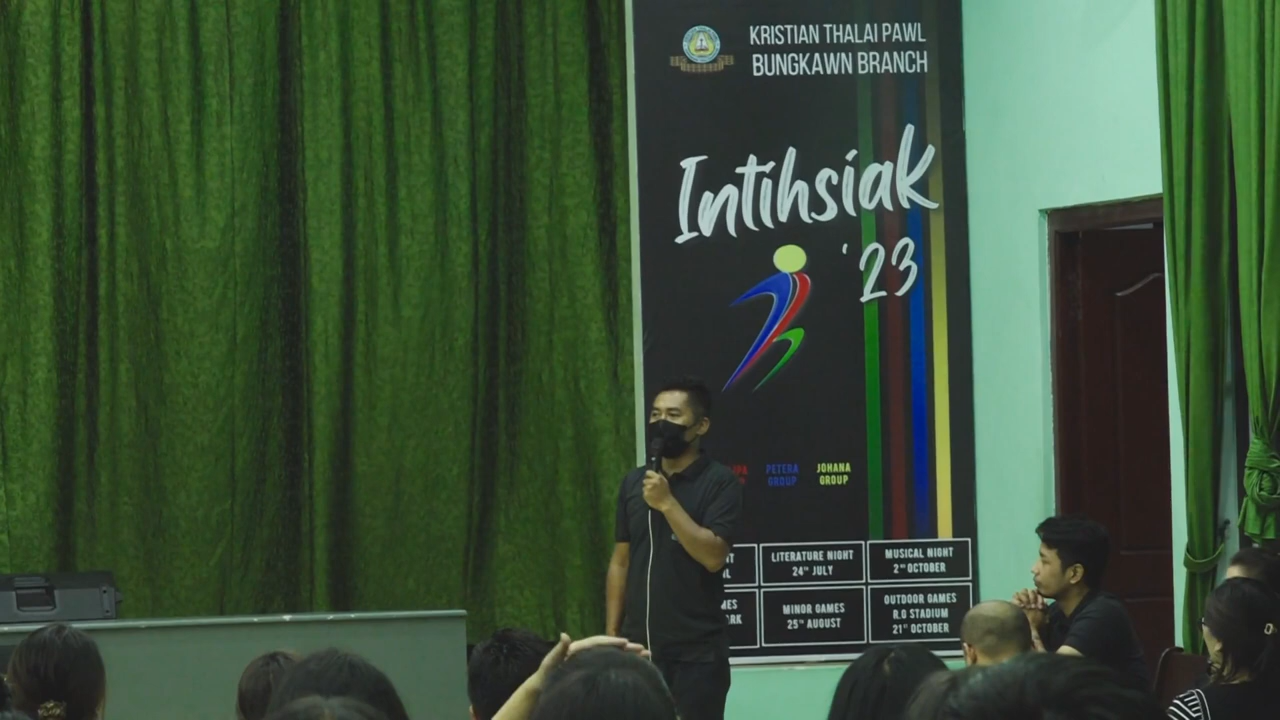 KRISTIAN THALAI PAWL
BUNGKAWN BRANCH
Intihsiak
'23
PETERA
GROUP
JOHANA
GROUP
LITERATURE NIGHT
24TH JULY
MUSICAL NIGHT
2ND OCTOBER
MINOR GAMES
25TH AUGUST
OUTDOOR GAMES
R.G STADIUM
21ST OCTOBER